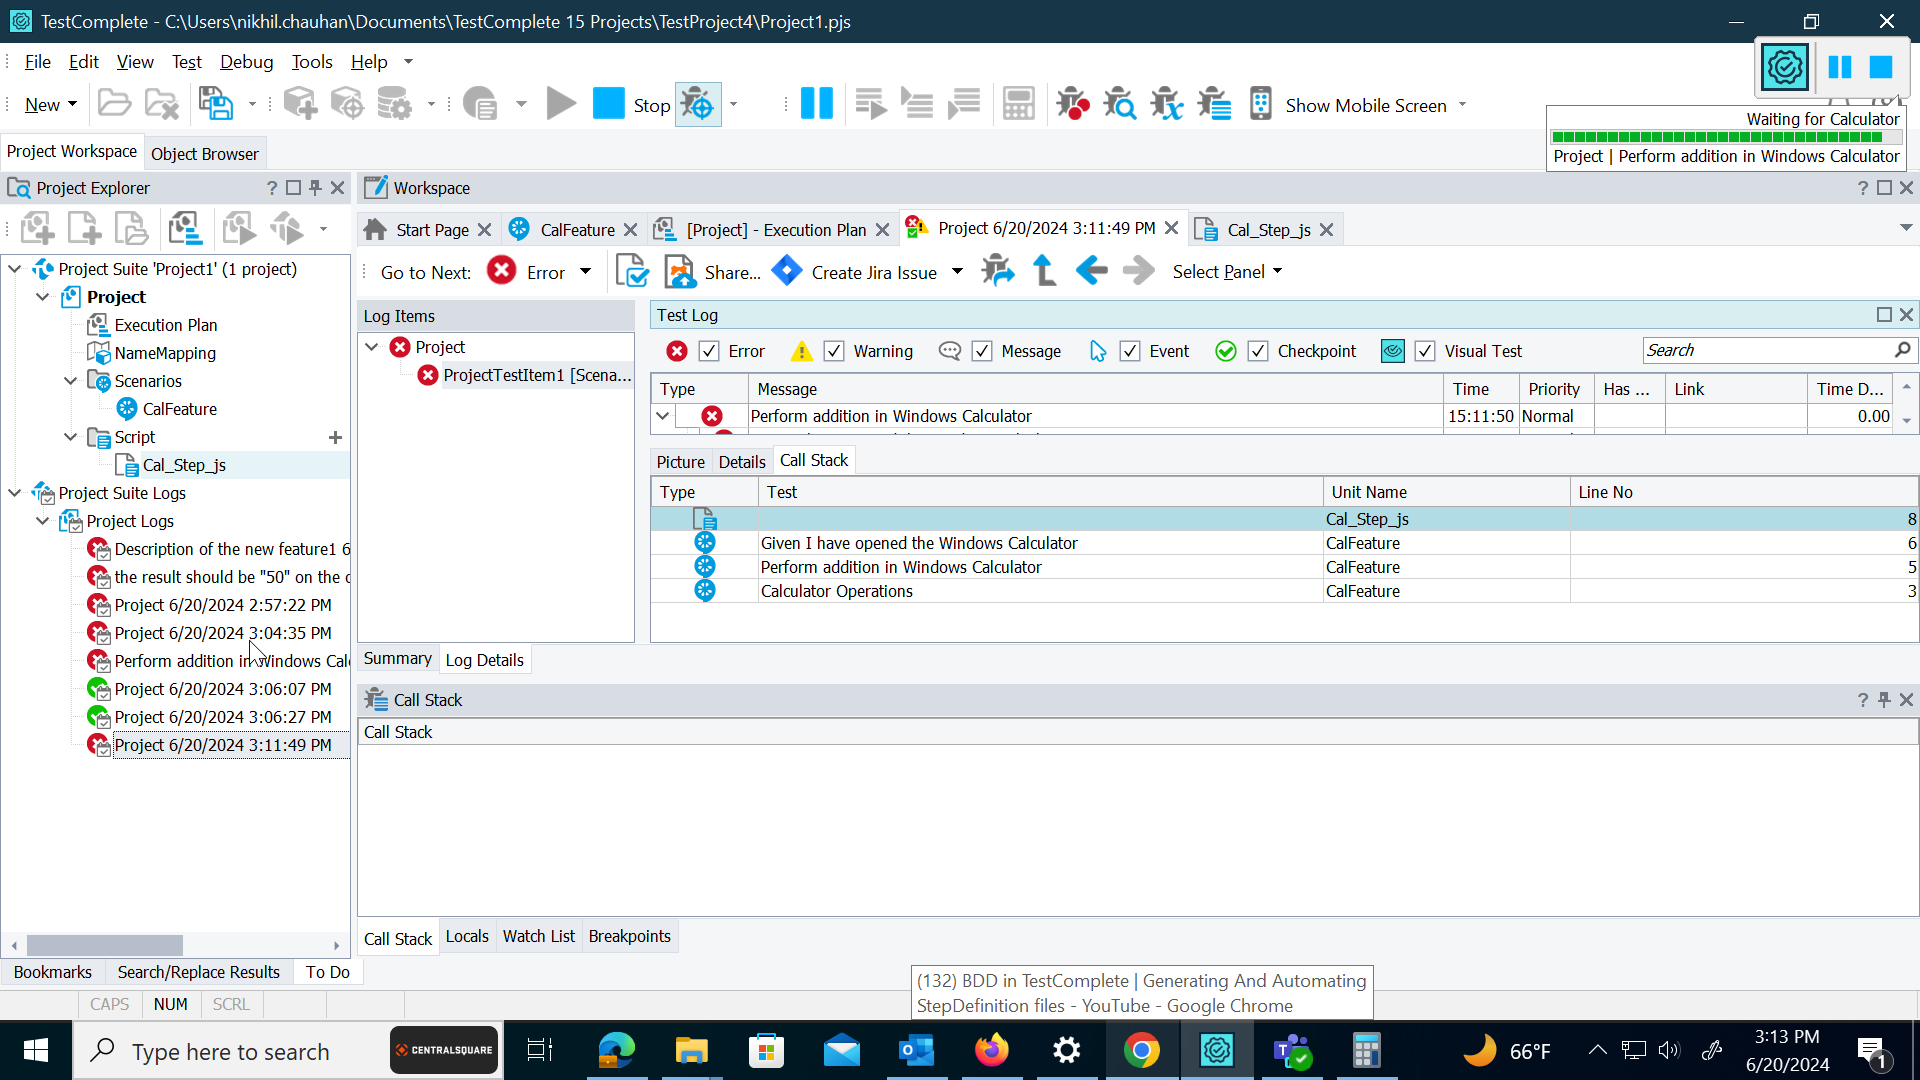 TestComplete - C:\Users\nikhil.chauhan\Documents\TestComplete 15 Projects\TestProject4\Project1.pjs
File Edit View Test Debug Tools Help
New Stop Show Mobile Screen
Waiting for Calculator
Project | Perform addition in Windows Calculator
Project Workspace Object Browser
Project Explorer ?
Workspace ?
Start Page CalFeature [Project] - Execution Plan Project 6/20/2024 3:11:49 PM Cal_Step_js
Go to Next: Error Share... Create Jira Issue Select Panel
Project Suite 'Project1' (1 project)
Project
Execution Plan
NameMapping
Scenarios
CalFeature
Script
Cal_Step_js
Project Suite Logs
Project Logs
Description of the new feature1 6
the result should be "50" on the
Project 6/20/2024 2:57:22 PM
Project 6/20/2024 3:04:35 PM
Perform addition in Windows Cal
Project 6/20/2024 3:06:07 PM
Project 6/20/2024 3:06:27 PM
Project 6/20/2024 3:11:49 PM
Log Items
Project
ProjectTestItem1 [Scena...
Test Log
Error Warning Message Event Checkpoint Visual Test Search
Type Message Time Priority Has ... Link Time D...
Perform addition in Windows Calculator 15:11:50 Normal 0.00
Picture Details Call Stack
Type Test Unit Name Line No
Cal_Step_js 8
Given I have opened the Windows Calculator CalFeature 6
Perform addition in Windows Calculator CalFeature 5
Calculator Operations CalFeature 3
Summary Log Details
Call Stack ?
Call Stack
Call Stack Locals Watch List Breakpoints
Bookmarks Search/Replace Results To Do
CAPS NUM SCRL
(132) BDD in TestComplete | Generating And Automating
StepDefinition files - YouTube - Google Chrome
Type here to search
CENTRALSQUARE
66°F
3:13 PM
6/20/2024
1